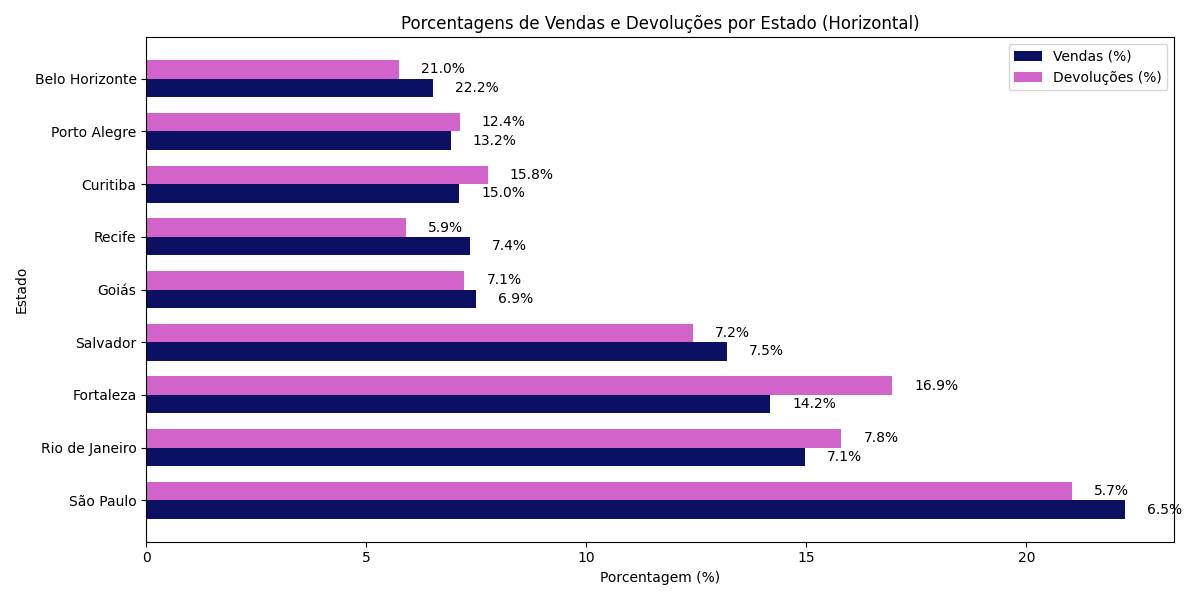 Porcentagens de Vendas e Devoluções por Estado (Horizontal)
Vendas (%)
Devoluções (%)
Estado
Belo Horizonte
21.0%
22.2%
Porto Alegre
12.4%
13.2%
Curitiba
15.8%
15.0%
Recife
5.9%
7.4%
Goiás
7.1%
6.9%
Salvador
7.2%
7.5%
Fortaleza
16.9%
14.2%
Rio de Janeiro
7.8%
7.1%
São Paulo
5.7%
6.5%
0 5 10 15 20
Porcentagem (%)